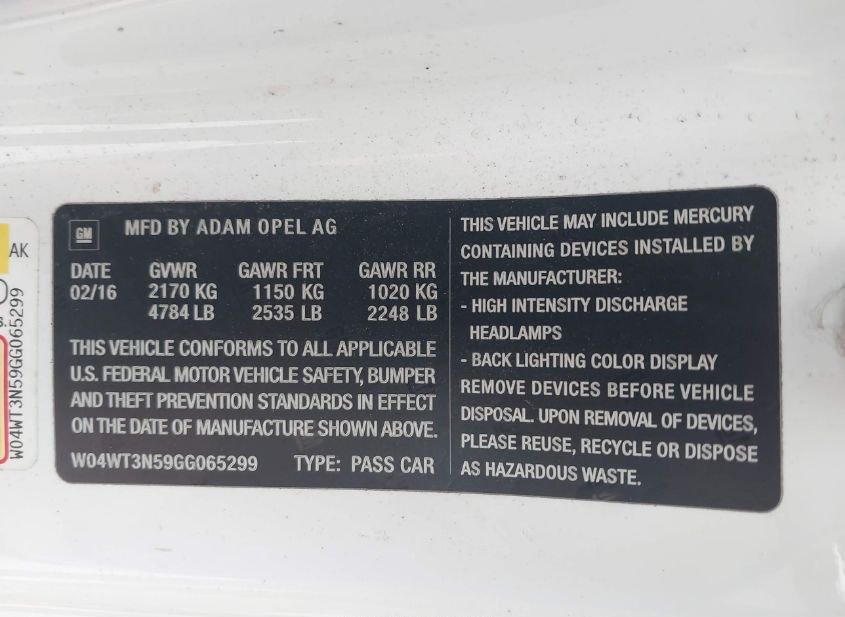 AK
s.
W04WT3N59GG065299
GM
MFD BY ADAM OPEL AG
DATE GVWR GAWR FRT GAWR RR
02/16 2170 KG 1150 KG 1020 KG
4784 LB 2535 LB 2248 LB
THIS VEHICLE CONFORMS TO ALL APPLICABLE
U.S. FEDERAL MOTOR VEHICLE SAFETY, BUMPER
AND THEFT PREVENTION STANDARDS IN EFFECT
ON THE DATE OF MANUFACTURE SHOWN ABOVE.
W04WT3N59GG065299 TYPE: PASS CAR
THIS VEHICLE MAY INCLUDE MERCURY
CONTAINING DEVICES INSTALLED BY
THE MANUFACTURER:
- HIGH INTENSITY DISCHARGE
HEADLAMPS
- BACK LIGHTING COLOR DISPLAY
REMOVE DEVICES BEFORE VEHICLE
DISPOSAL. UPON REMOVAL OF DEVICES,
PLEASE REUSE, RECYCLE OR DISPOSE
AS HAZARDOUS WASTE.